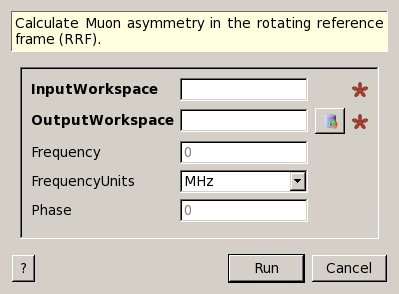 Calculate Muon asymmetry in the rotating reference
frame (RRF).
InputWorkspace *
OutputWorkspace *
Frequency 0
FrequencyUnits MHz
Phase 0
? Run Cancel